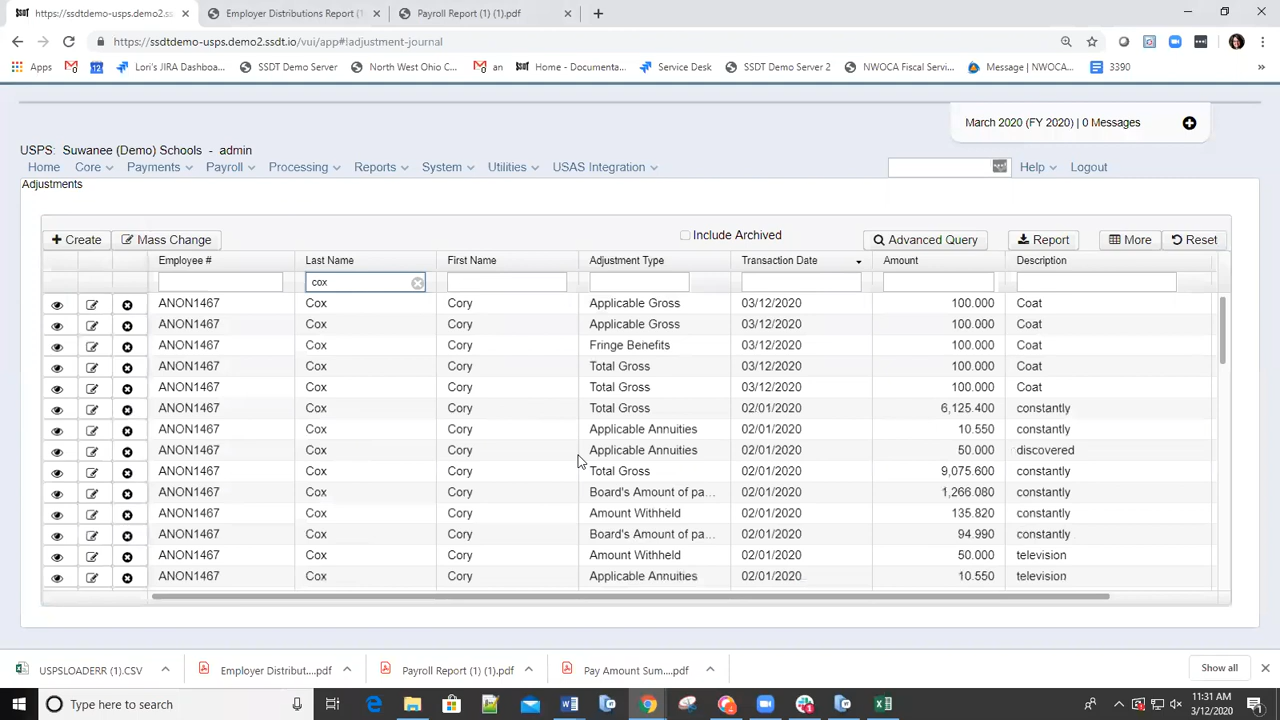 https://ssdtdemo-usps.demo2.ssdt.io
Employer Distributions Report (1)
Payroll Report (1) (1).pdf
https://ssdtdemo-usps.demo2.ssdt.io/vui/app#!adjustment-journal
Apps
12
Lori's JIRA Dashboa...
SSDT Demo Server
North West Ohio C...
an
Home - Documenta...
Service Desk
SSDT Demo Server 2
NWOCA Fiscal Servi...
Message | NWOCA...
3390
March 2020 (FY 2020) | 0 Messages
USPS: Suwanee (Demo) Schools - admin
Home Core Payments Payroll Processing Reports System Utilities USAS Integration Help Logout
Adjustments
Create Mass Change Include Archived Advanced Query Report More Reset
Employee # Last Name First Name Adjustment Type Transaction Date Amount Description
cox
ANON1467 Cox Cory Applicable Gross 03/12/2020 100.000 Coat
ANON1467 Cox Cory Applicable Gross 03/12/2020 100.000 Coat
ANON1467 Cox Cory Fringe Benefits 03/12/2020 100.000 Coat
ANON1467 Cox Cory Total Gross 03/12/2020 100.000 Coat
ANON1467 Cox Cory Total Gross 03/12/2020 100.000 Coat
ANON1467 Cox Cory Total Gross 02/01/2020 6,125.400 constantly
ANON1467 Cox Cory Applicable Annuities 02/01/2020 10.550 constantly
ANON1467 Cox Cory Applicable Annuities 02/01/2020 50.000 discovered
ANON1467 Cox Cory Total Gross 02/01/2020 9,075.600 constantly
ANON1467 Cox Cory Board's Amount of pa... 02/01/2020 1,266.080 constantly
ANON1467 Cox Cory Amount Withheld 02/01/2020 135.820 constantly
ANON1467 Cox Cory Board's Amount of pa... 02/01/2020 94.990 constantly
ANON1467 Cox Cory Amount Withheld 02/01/2020 50.000 television
ANON1467 Cox Cory Applicable Annuities 02/01/2020 10.550 television
USPSLOADERR (1).CSV
Employer Distribut....pdf
Payroll Report (1) (1).pdf
Pay Amount Sum....pdf
Show all
Type here to search
11:31 AM
3/12/2020